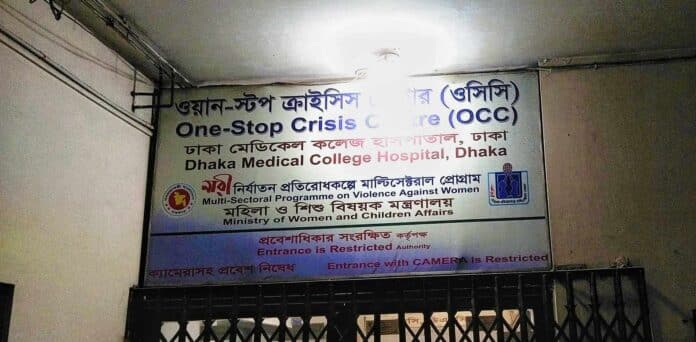 ওয়ান-স্টপ ক্রাইসিস (ওসিসি)
One-Stop Crisis Centre (OCC)
ঢাকা মেডিকেল কলেজ হাসপাতাল, ঢাকা
Dhaka Medical College Hospital, Dhaka
নারী নির্যাতন প্রতিরোধকল্পে মাল্টিসেক্টরাল প্রোগ্রাম
Multi-Sectoral Programme on Violence Against Women
মহিলা ও শিশু বিষয়ক মন্ত্রণালয়
Ministry of Women and Children Affairs
প্রবেশাধিকার সংরক্ষিত কর্তৃপক্ষ
Entrance is Restricted Authority
ক্যামেরাসহ প্রবেশ নিষেধ Entrance with CAMERA is Restricted